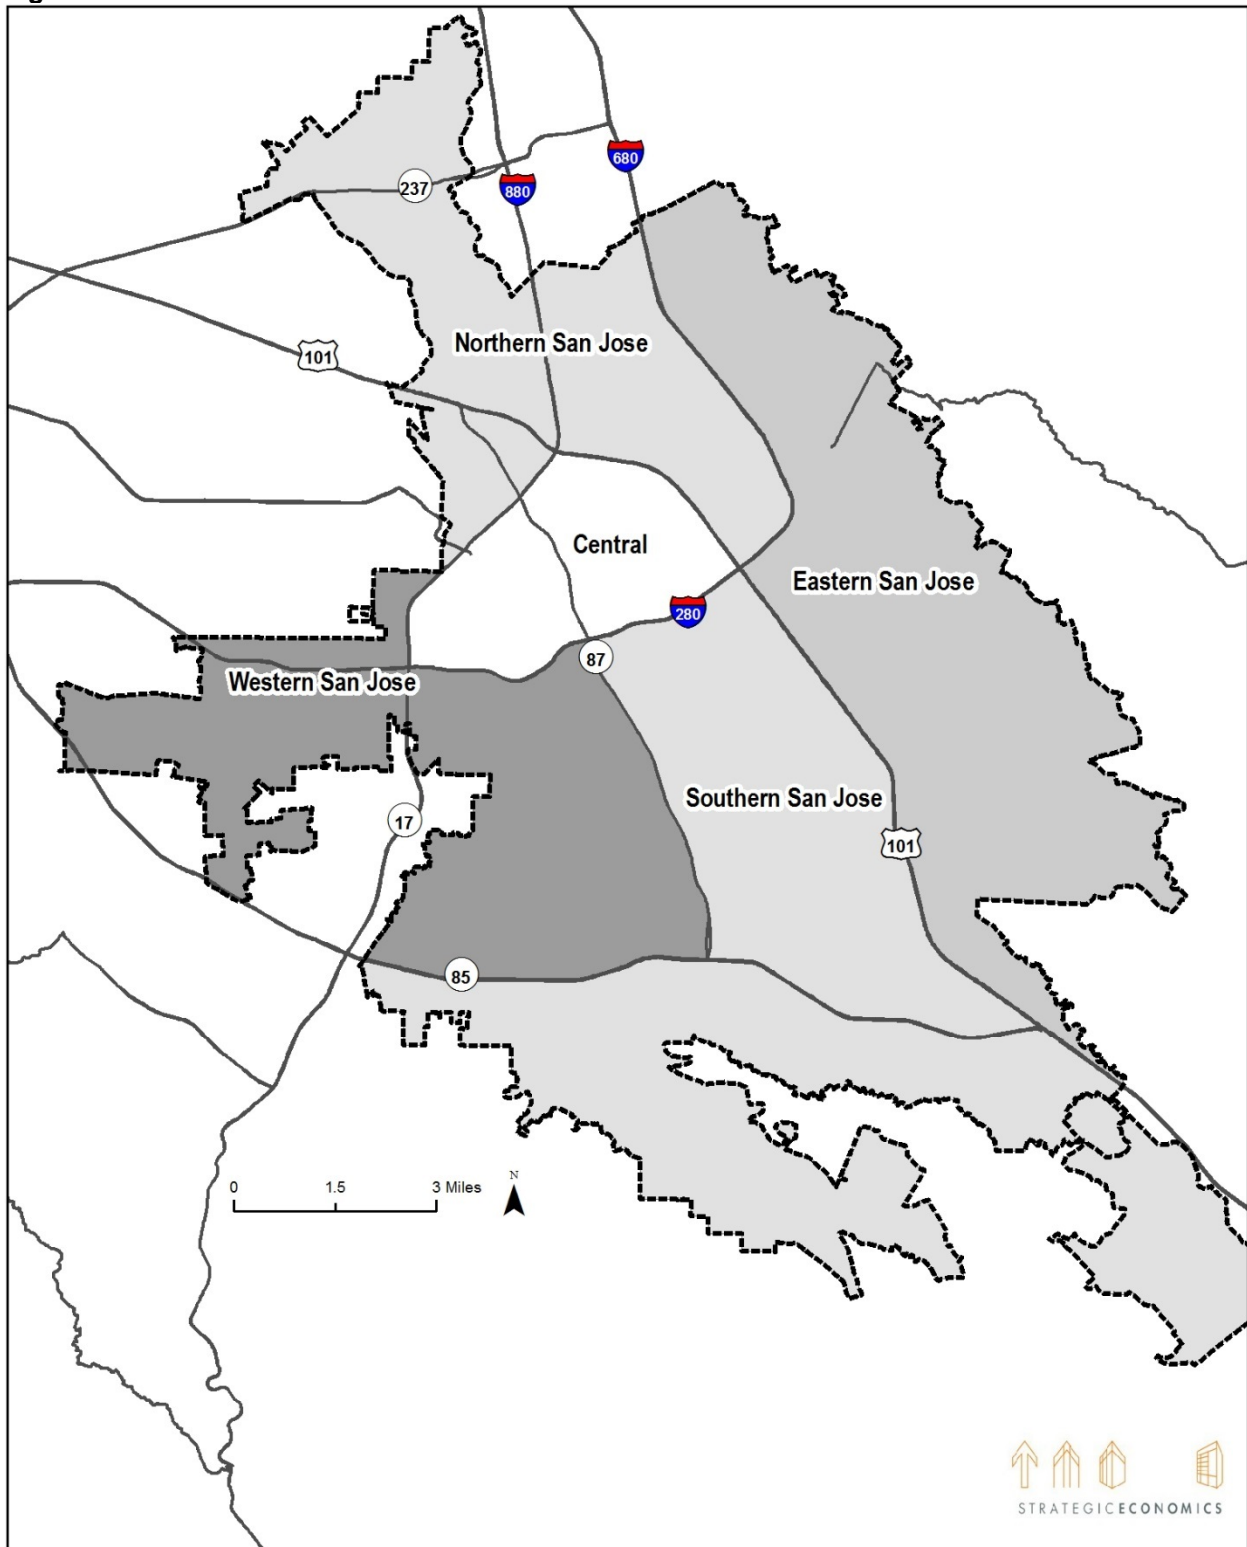 g
680
237
880
Northern San Jose
101
Central
Eastern San Jose
280
87
Western San Jose
Southern San Jose
17
101
85
N
0 1.5 3 Miles
STRATEGICECONOMICS